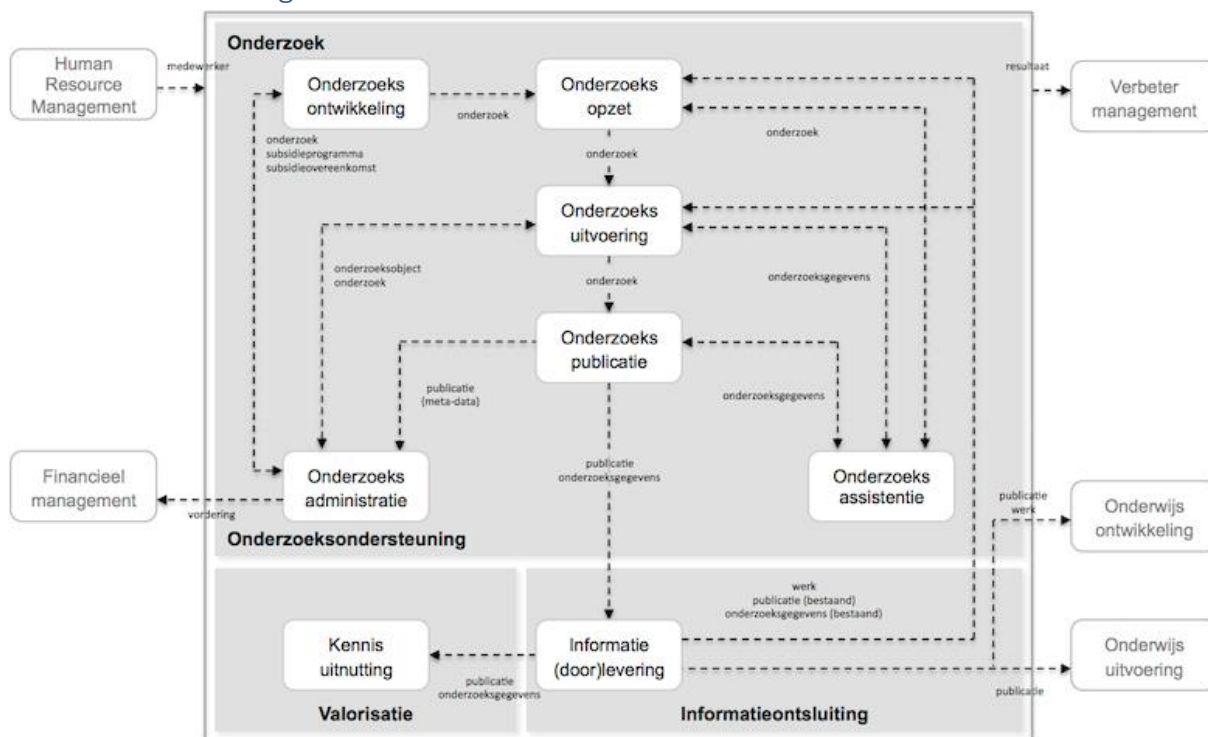 Onderzoek
Human
Resource
Management
medewerker
Onderzoeks
ontwikkeling
onderzoek
Onderzoeks
opzet
resultaat
Verbeter
management
onderzoek
subsidieprogramma
subsidieovereenkomst
onderzoek
onderzoek
Onderzoeks
uitvoering
onderzoeksobject
onderzoek
onderzoek
onderzoeksgegevens
Onderzoeks
publicatie
publicatie
(meta-data)
onderzoeksgegevens
Financieel
management
vordering
Onderzoeks
administratie
publicatie
onderzoeksgegevens
Onderzoeks
assistentie
publicatie
werk
Onderwijs
ontwikkeling
Onderzoeksondersteuning
werk
publicatie (bestaand)
onderzoeksgegevens (bestaand)
Kennis
uitnutting
publicatie
onderzoeksgegevens
Informatie
(door)levering
publicatie
Onderwijs
uitvoering
Valorisatie
Informatieontsluiting